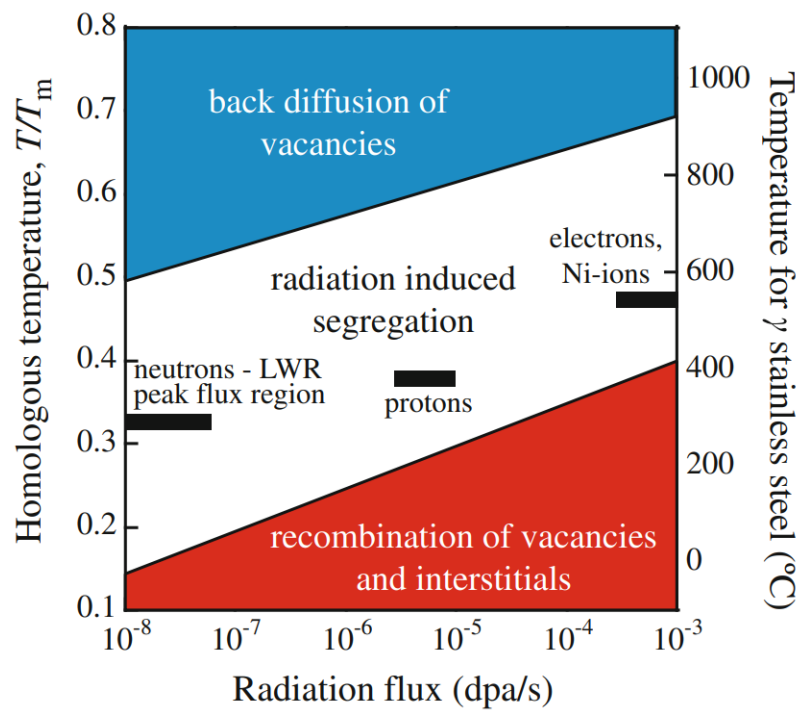 Homologous temperature, T/Tm
0.8
0.7
0.6
0.5
0.4
0.3
0.2
0.1
back diffusion of
vacancies
electrons,
Ni-ions
radiation induced
segregation
neutrons - LWR
peak flux region
protons
recombination of vacancies
and interstitials
1000
800
600
400
200
0
Temperature for γ stainless steel (°C)
10-8 10-7 10-6 10-5 10-4 10-3
Radiation flux (dpa/s)